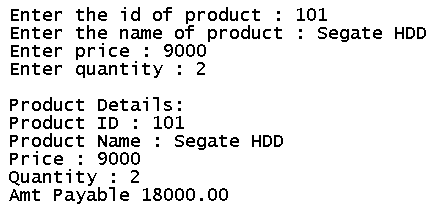 Enter the id of product : 101
Enter the name of product : Segate HDD
Enter price : 9000
Enter quantity : 2
Product Details:
Product ID : 101
Product Name : Segate HDD
Price : 9000
Quantity : 2
Amt Payable 18000.00